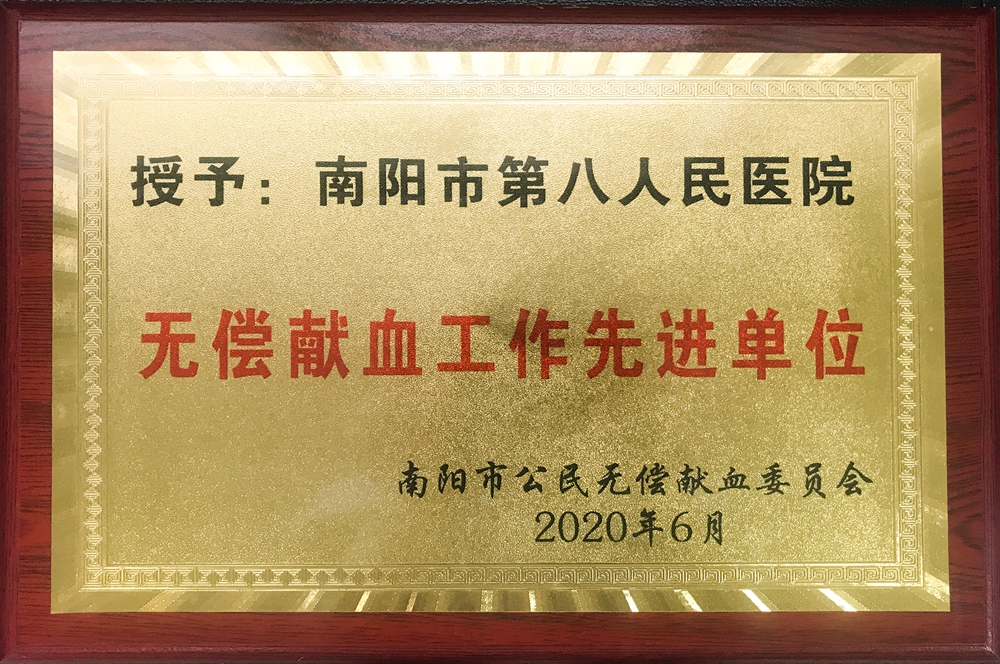 授予：南阳市第八人民医院
无偿献血工作先进单位
南阳市公民无偿献血委员会
2020年6月